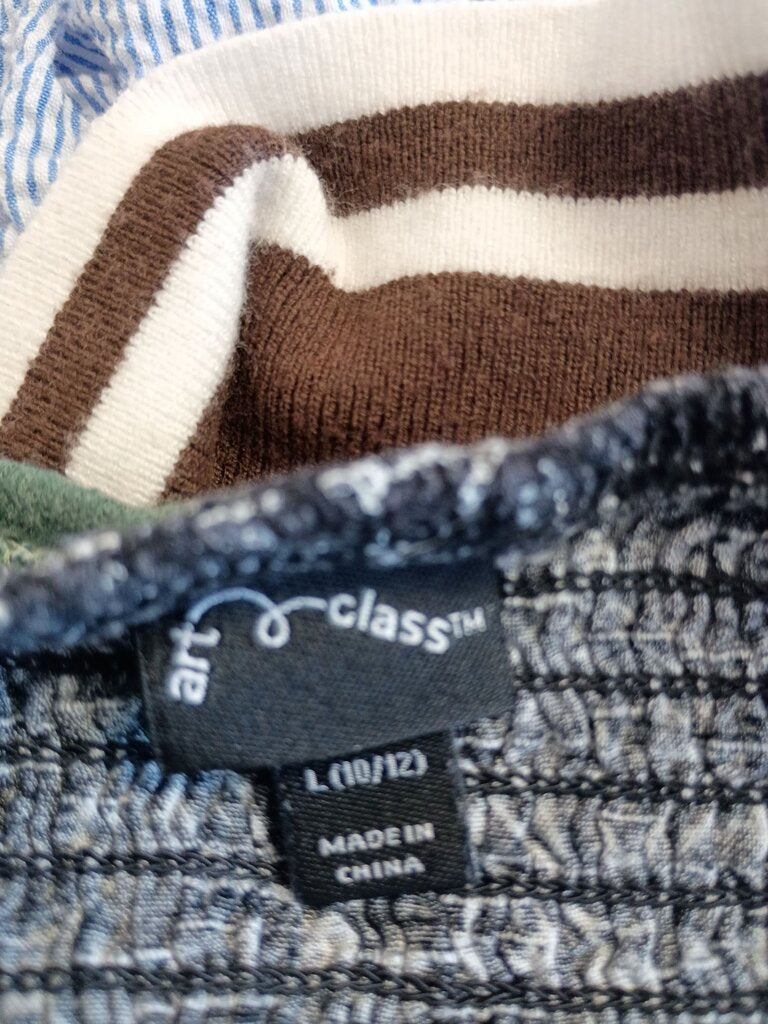 art class™
L (10/12)
MADE IN
CHINA